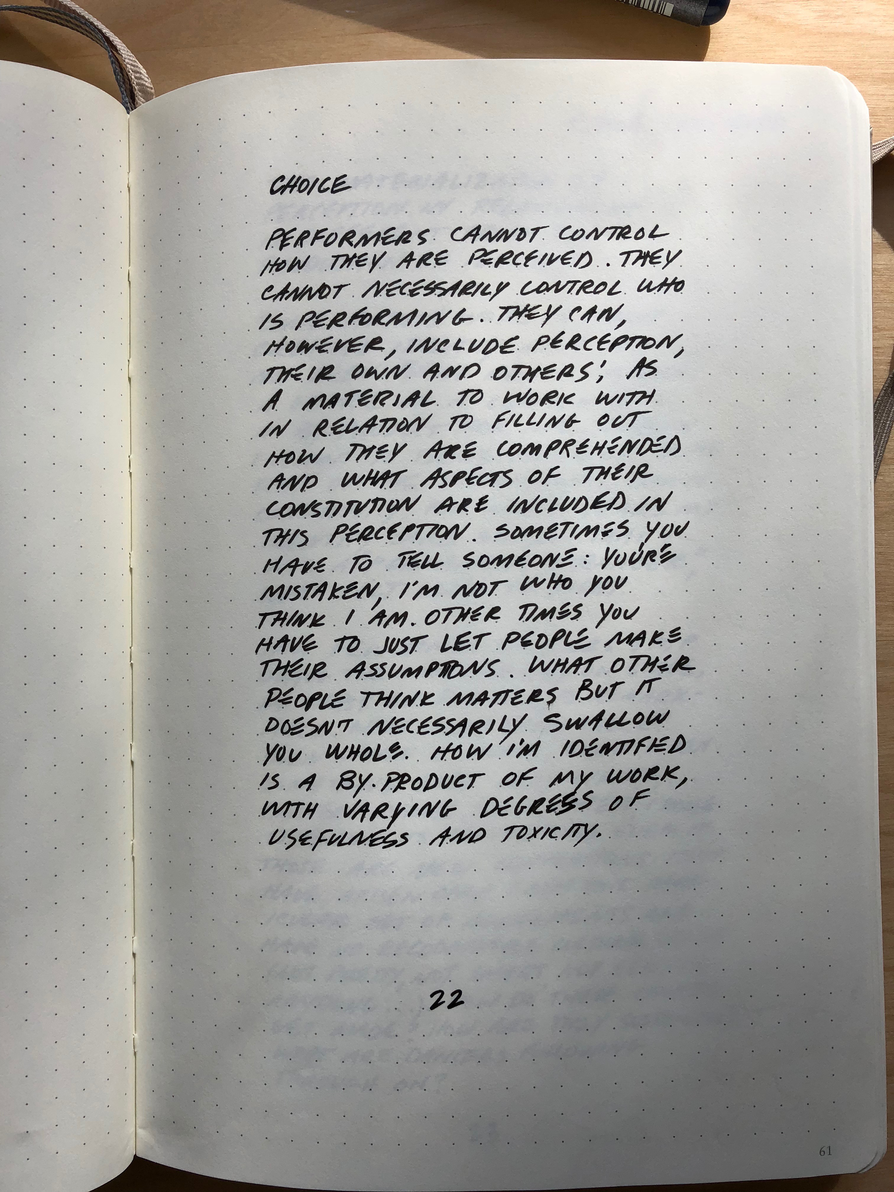 CHOICE
PERFORMERS CANNOT CONTROL
HOW THEY ARE PERCEIVED. THEY
CANNOT NECESSARILY CONTROL WHO
IS PERFORMING. THEY CAN,
HOWEVER, INCLUDE PERCEPTION,
THEIR OWN AND OTHERS', AS
A MATERIAL TO WORK WITH
IN RELATION TO FILLING OUT
HOW THEY ARE COMPREHENDED
AND WHAT ASPECTS OF THEIR
CONSTITUTION ARE INCLUDED IN
THIS PERCEPTION. SOMETIMES YOU
HAVE TO TELL SOMEONE: YOU'RE
MISTAKEN, I'M NOT WHO YOU
THINK I AM. OTHER TIMES YOU
HAVE TO JUST LET PEOPLE MAKE
THEIR ASSUMPTIONS. WHAT OTHER
PEOPLE THINK MATTERS BUT IT
DOESN'T NECESSARILY SWALLOW
YOU WHOLE. HOW I'M IDENTIFIED
IS A BY-PRODUCT OF MY WORK,
WITH VARYING DEGREES OF
USEFULNESS AND TOXICITY.
22
61